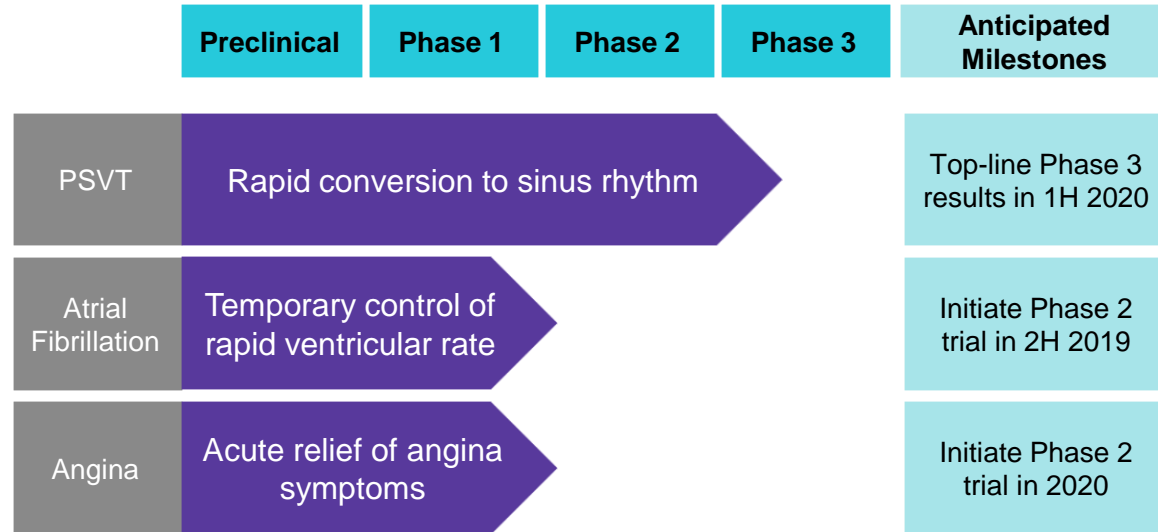 Preclinical
Phase 1
Phase 2
Phase 3
Anticipated
Milestones
PSVT
Rapid conversion to sinus rhythm
Top-line Phase 3
results in 1H 2020
Atrial
Fibrillation
Temporary control of
rapid ventricular rate
Initiate Phase 2
trial in 2H 2019
Angina
Acute relief of angina
symptoms
Initiate Phase 2
trial in 2020